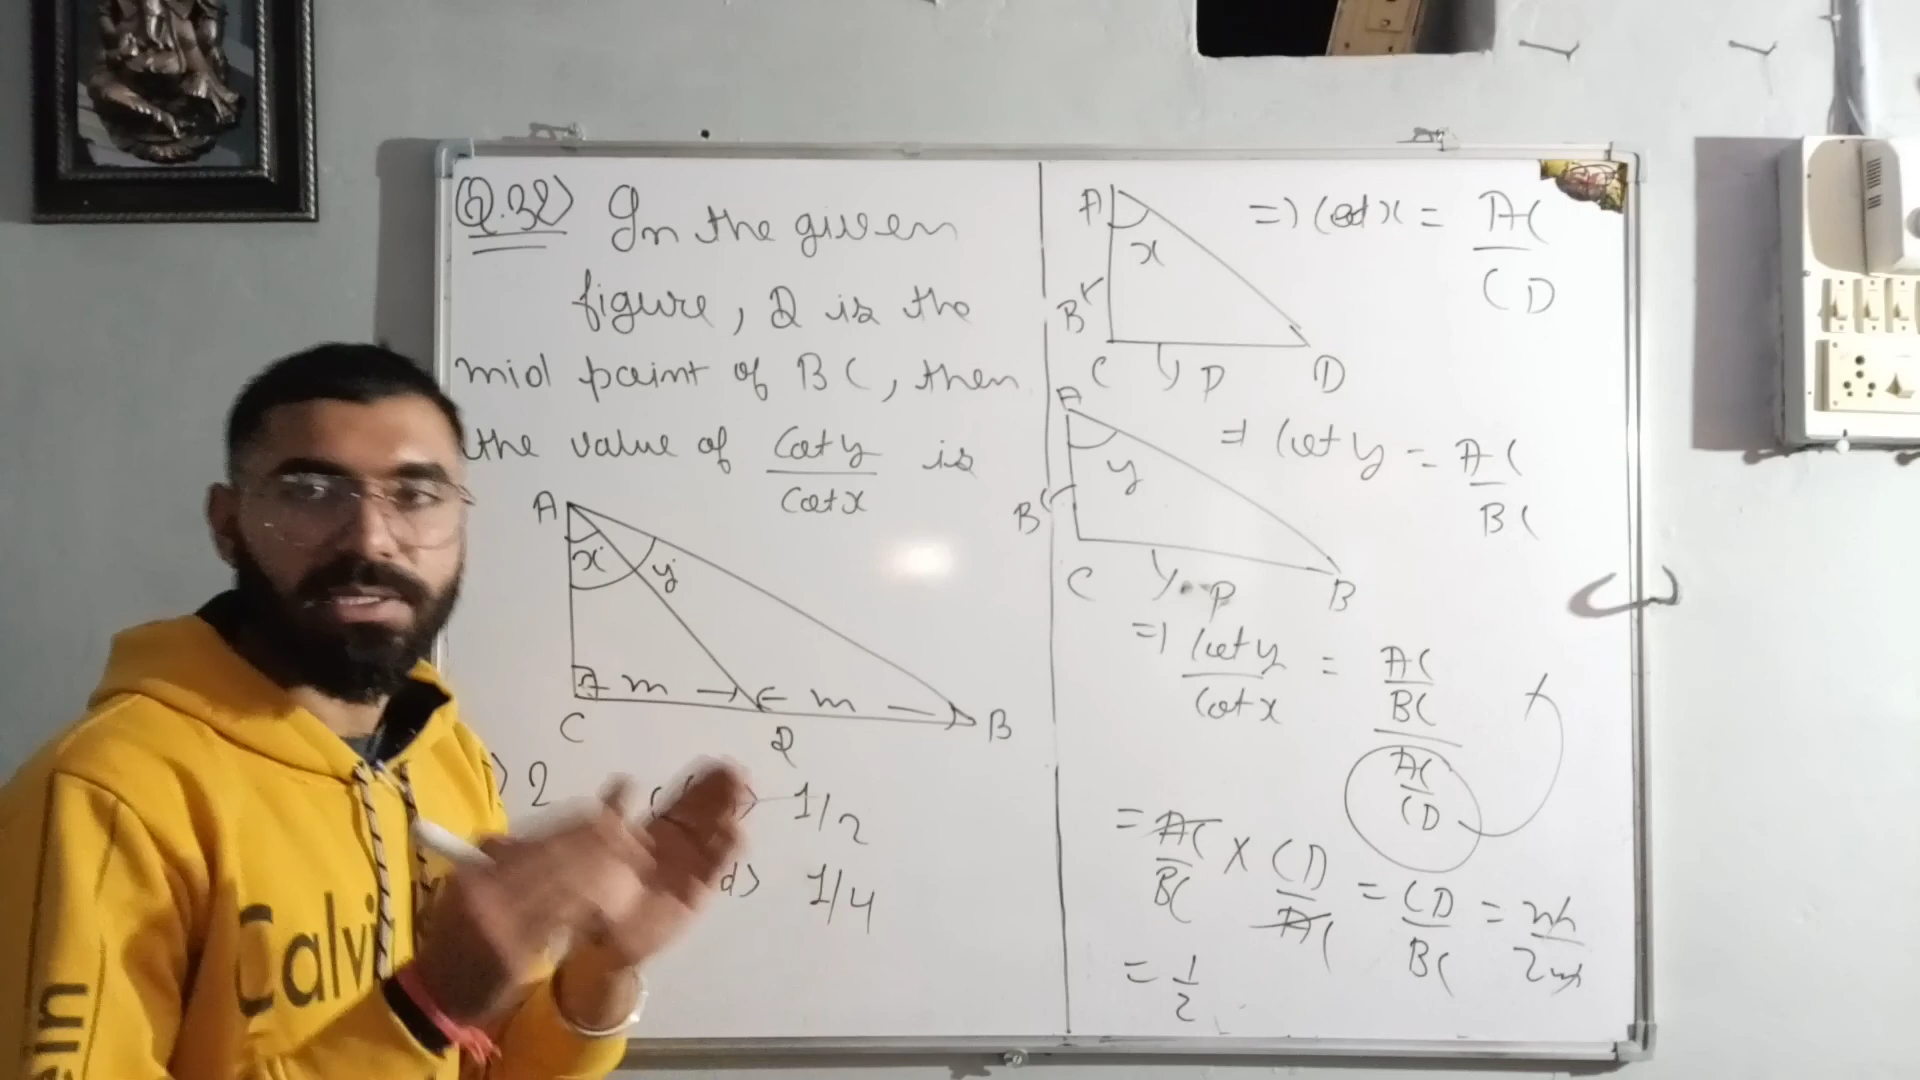 Q.32) In the given
figure, D is the
mid point of BC, then
the value of cot y / cot x is
A
x y
m m
C D B
) 2 1/2
d) 1/4
A
x
B
C P D
=) cot x = AC / CD
A
y
B
C P B
=) cot y = AC / BC
=) cot y / cot x = AC / BC / AC / CD
= AC / BC X CD / AC = CD / BC = m / 2m
= 1 / 2
Calvi
ein